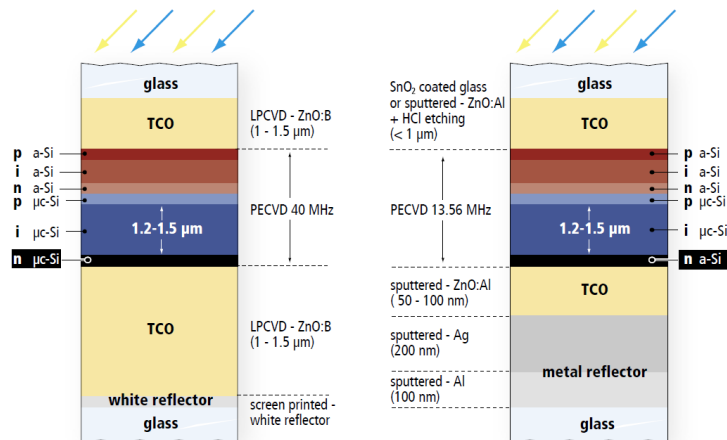 glass
TCO
LPCVD - ZnO:B
(1 - 1.5 µm)
p a-Si
i a-Si
n a-Si
p µc-Si
i µc-Si
n µc-Si
PECVD 40 MHz
1.2-1.5 µm
TCO
LPCVD - ZnO:B
(1 - 1.5 µm)
white reflector
screen printed -
white reflector
glass
glass
SnO₂ coated glass
or sputtered - ZnO:Al
+ HCl etching
(< 1 µm)
TCO
p a-Si
i a-Si
n a-Si
p µc-Si
i µc-Si
n a-Si
PECVD 13.56 MHz
1.2-1.5 µm
sputtered - ZnO:Al
( 50 - 100 nm)
TCO
sputtered - Ag
(200 nm)
metal reflector
sputtered - Al
(100 nm)
glass